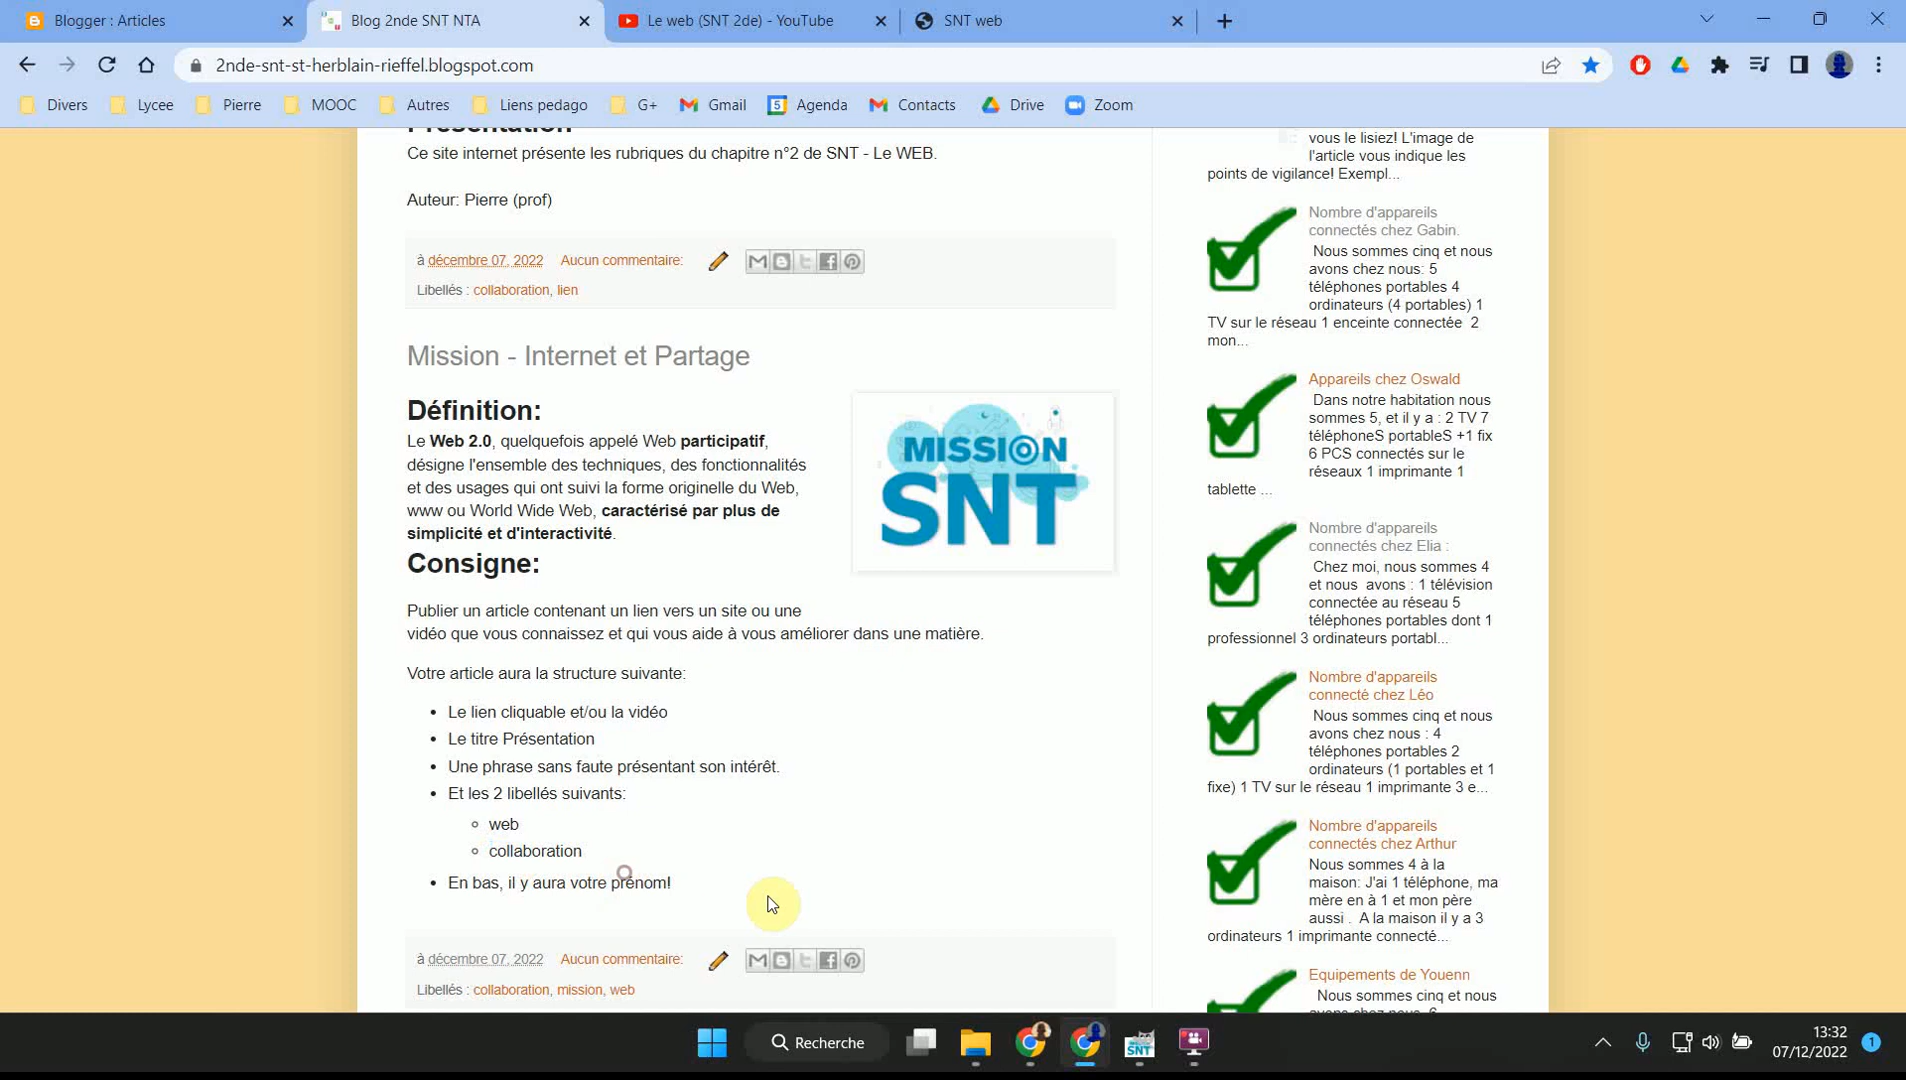 Blogger : Articles
Blog 2nde SNT NTA
Le web (SNT 2de) - YouTube
SNT web
2nde-snt-st-herblain-rieffel.blogspot.com
Divers
Lycee
Pierre
MOOC
Autres
Liens pedago
G+
Gmail
Agenda
Contacts
Drive
Zoom
Présentation
Ce site internet présente les rubriques du chapitre n°2 de SNT - Le WEB.
Auteur: Pierre (prof)
à décembre 07, 2022 Aucun commentaire:
Libellés : collaboration, lien
Mission - Internet et Partage
Définition:
Le Web 2.0, quelquefois appelé Web participatif,
désigne l'ensemble des techniques, des fonctionnalités
et des usages qui ont suivi la forme originelle du Web,
www ou World Wide Web, caractérisé par plus de
simplicité et d'interactivité.
MISSION
SNT
Consigne:
Publier un article contenant un lien vers un site ou une
vidéo que vous connaissez et qui vous aide à vous améliorer dans une matière.
Votre article aura la structure suivante:
• Le lien cliquable et/ou la vidéo
• Le titre Présentation
• Une phrase sans faute présentant son intérêt.
• Et les 2 libellés suivants:
◦ web
◦ collaboration
• En bas, il y aura votre prénom!
à décembre 07, 2022 Aucun commentaire:
Libellés : collaboration, mission, web
vous le lisiez! L'image de
l'article vous indique les
points de vigilance! Exempl...
Nombre d'appareils
connectés chez Gabin.
Nous sommes cinq et nous
avons chez nous: 5
téléphones portables 4
ordinateurs (4 portables) 1
TV sur le réseau 1 enceinte connectée 2
mon...
Appareils chez Oswald
Dans notre habitation nous
sommes 5, et il y a : 2 TV 7
téléphoneS portableS +1 fix
6 PCS connectés sur le
réseaux 1 imprimante 1
tablette ...
Nombre d'appareils
connectés chez Elia :
Chez moi, nous sommes 4
et nous avons : 1 télévision
connectée au réseau 5
téléphones portables dont 1
professionnel 3 ordinateurs portabl...
Nombre d'appareils
connecté chez Léo
Nous sommes cinq et nous
avons chez nous : 4
téléphones portables 2
ordinateurs (1 portables et 1
fixe) 1 TV sur le réseau 1 imprimante 3 e...
Nombre d'appareils
connectés chez Arthur
Nous sommes 4 à la
maison: J'ai 1 téléphone, ma
mère en à 1 et mon père
aussi . A la maison il y a 3
ordinateurs 1 imprimante connecté...
Equipements de Youenn
Nous sommes cinq et nous
Recherche
SNT
13:32
07/12/2022
1